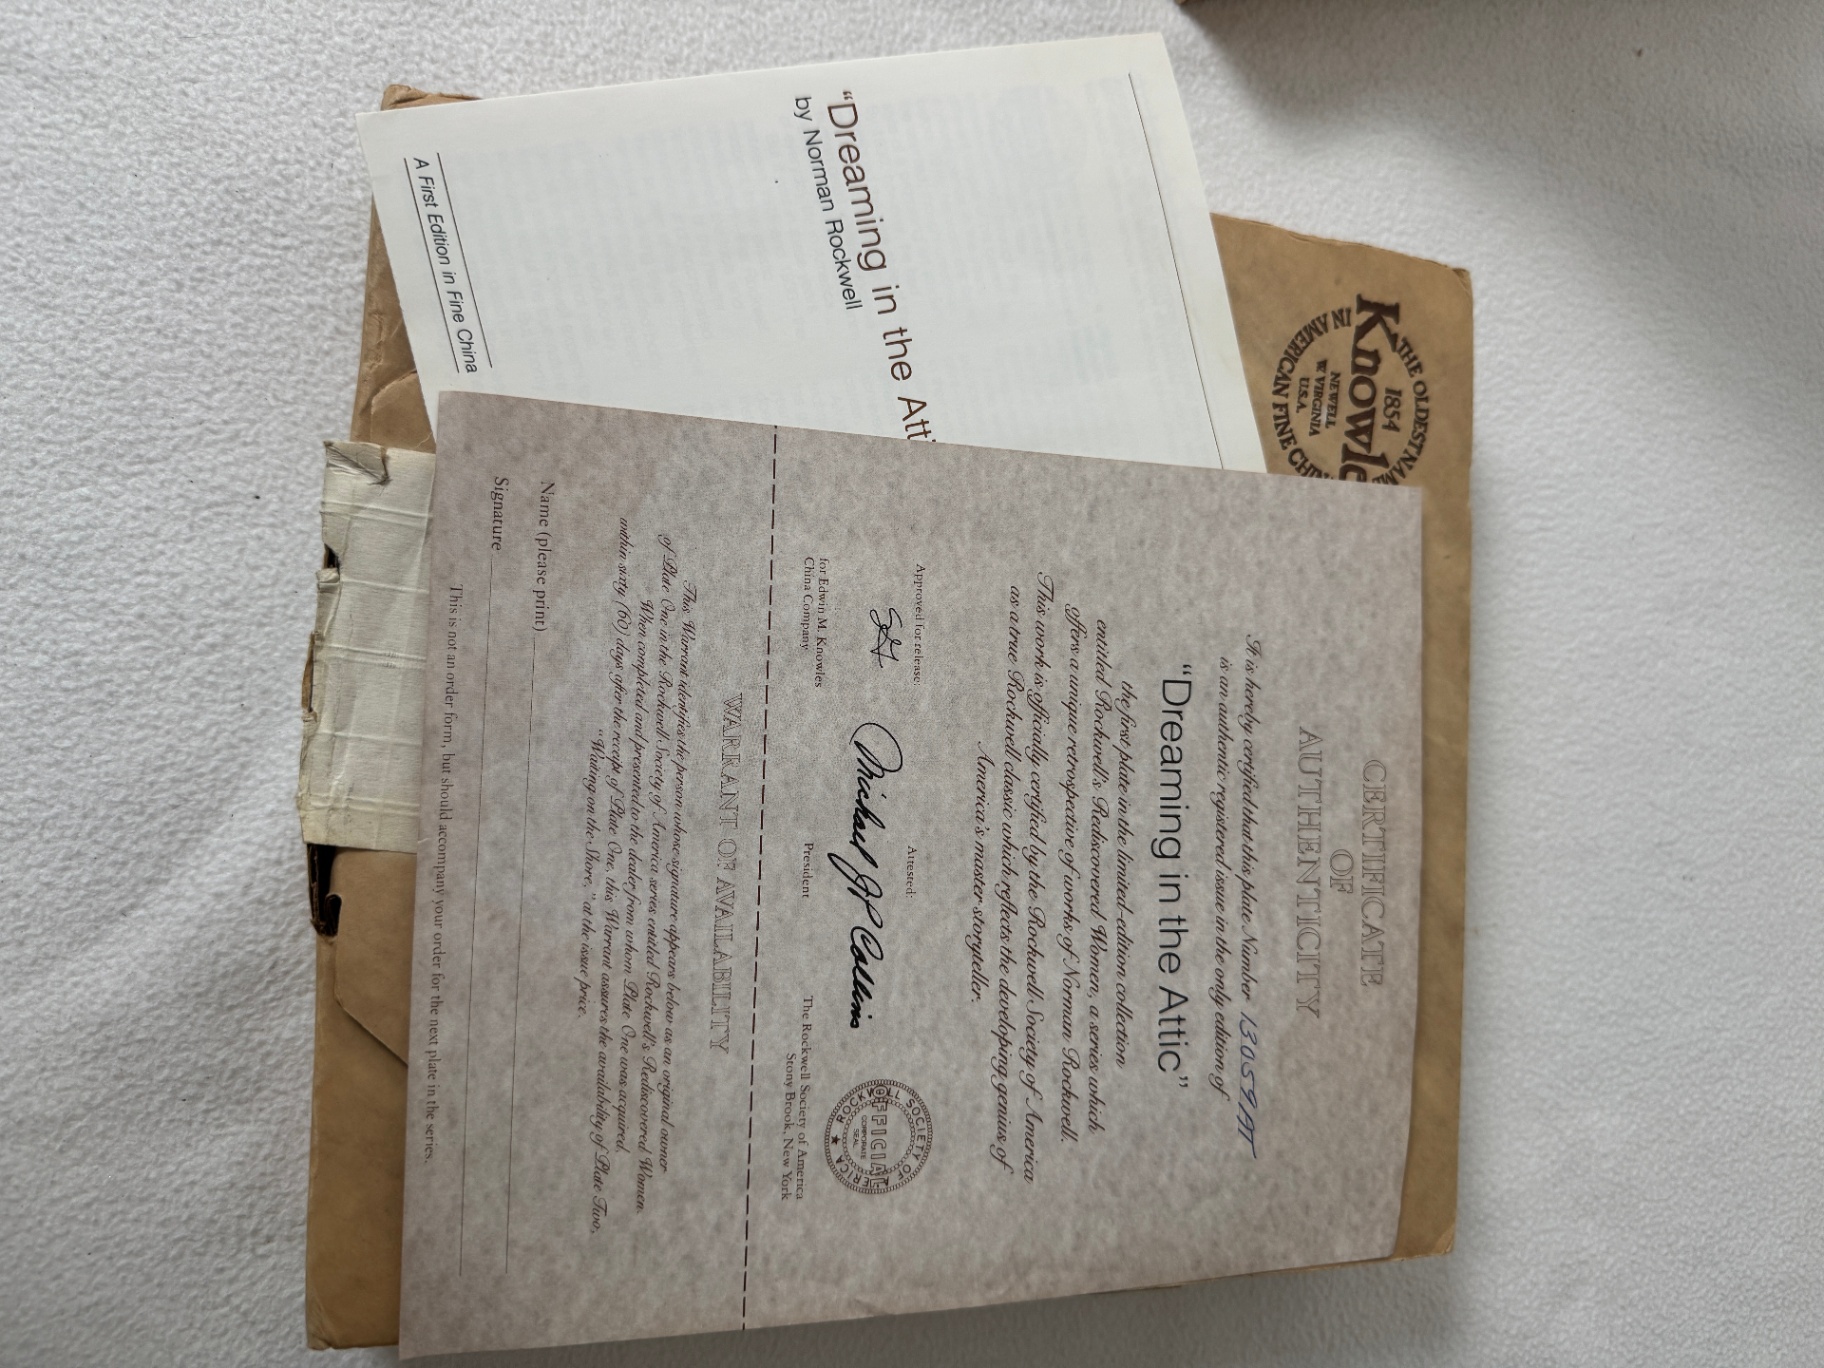 "Dreaming in the Atti
by Norman Rockwell
A First Edition in Fine China
THE OLDEST NAME
1854
Knowle
NEWELL
W VIRGINIA
U.S.A.
IN AMERICAN FINE CHI
CERTIFICATE
OF
AUTHENTICITY
It is hereby certified that this plate Number 13059
is an authentic registered issue in the only edition of
"Dreaming in the Attic"
the first plate in the limited-edition collection
entitled Rockwell's Rediscovered Women, a series which
offers a unique retrospective of works of Norman Rockwell.
This work is officially certified by the Rockwell Society of America
as a true Rockwell classic which reflects the developing genius of
America's master storyteller.
Approved for release:
Attested:
Michael J P Collins
for Edwin M. Knowles
China Company
President
The Rockwell Society of America
Stony Brook, New York
ROCKWELL SOCIETY OF AMERICA
OFFICIAL
CORPORATE
SEAL
WARRANT OF AVAILABILITY
This Warrant identifies the person whose signature appears below as an original owner
of Plate One in the Rockwell Society of America series entitled Rockwell's Rediscovered Women.
When completed and presented to the dealer from whom Plate One was acquired,
within sixty (60) days after the receipt of Plate One, this Warrant assures the availability of Plate Two,
"Waiting on the Shore," at the issue price.
Name (please print)
Signature
This is not an order form, but should accompany your order for the next plate in the series.